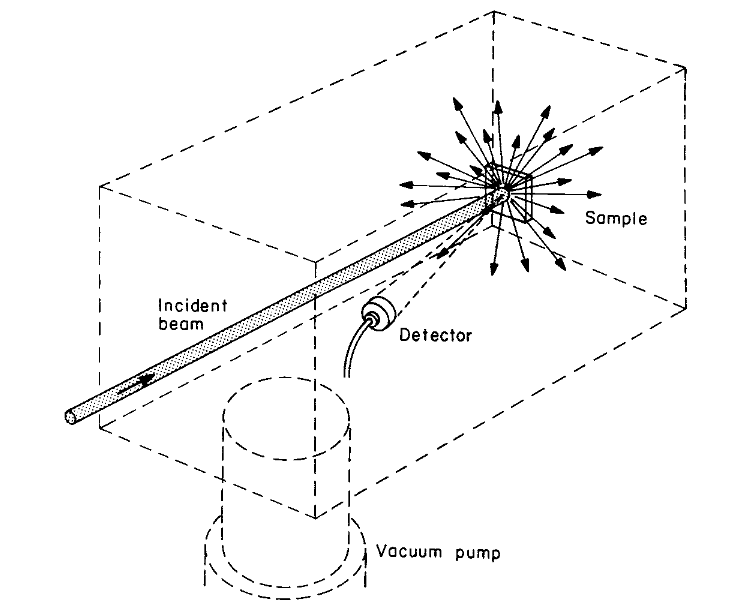 Sample
Incident
beam
Detector
Vacuum pump